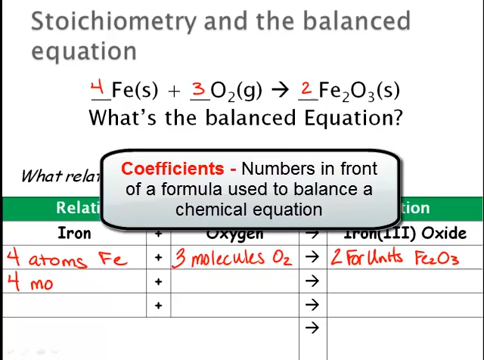 Stoichiometry and the balanced
equation
4 Fe(s) + 3 O₂(g) → 2 Fe₂O₃(s)
What's the balanced Equation?
What rela
Coefficients - Numbers in front
of a formula used to balance a
chemical equation
Relati tion
Iron + Oxygen → Iron(III) Oxide
4 atoms Fe + 3 molecules O₂ → 2 For Units Fe₂O₃
4 mo + →
+
→